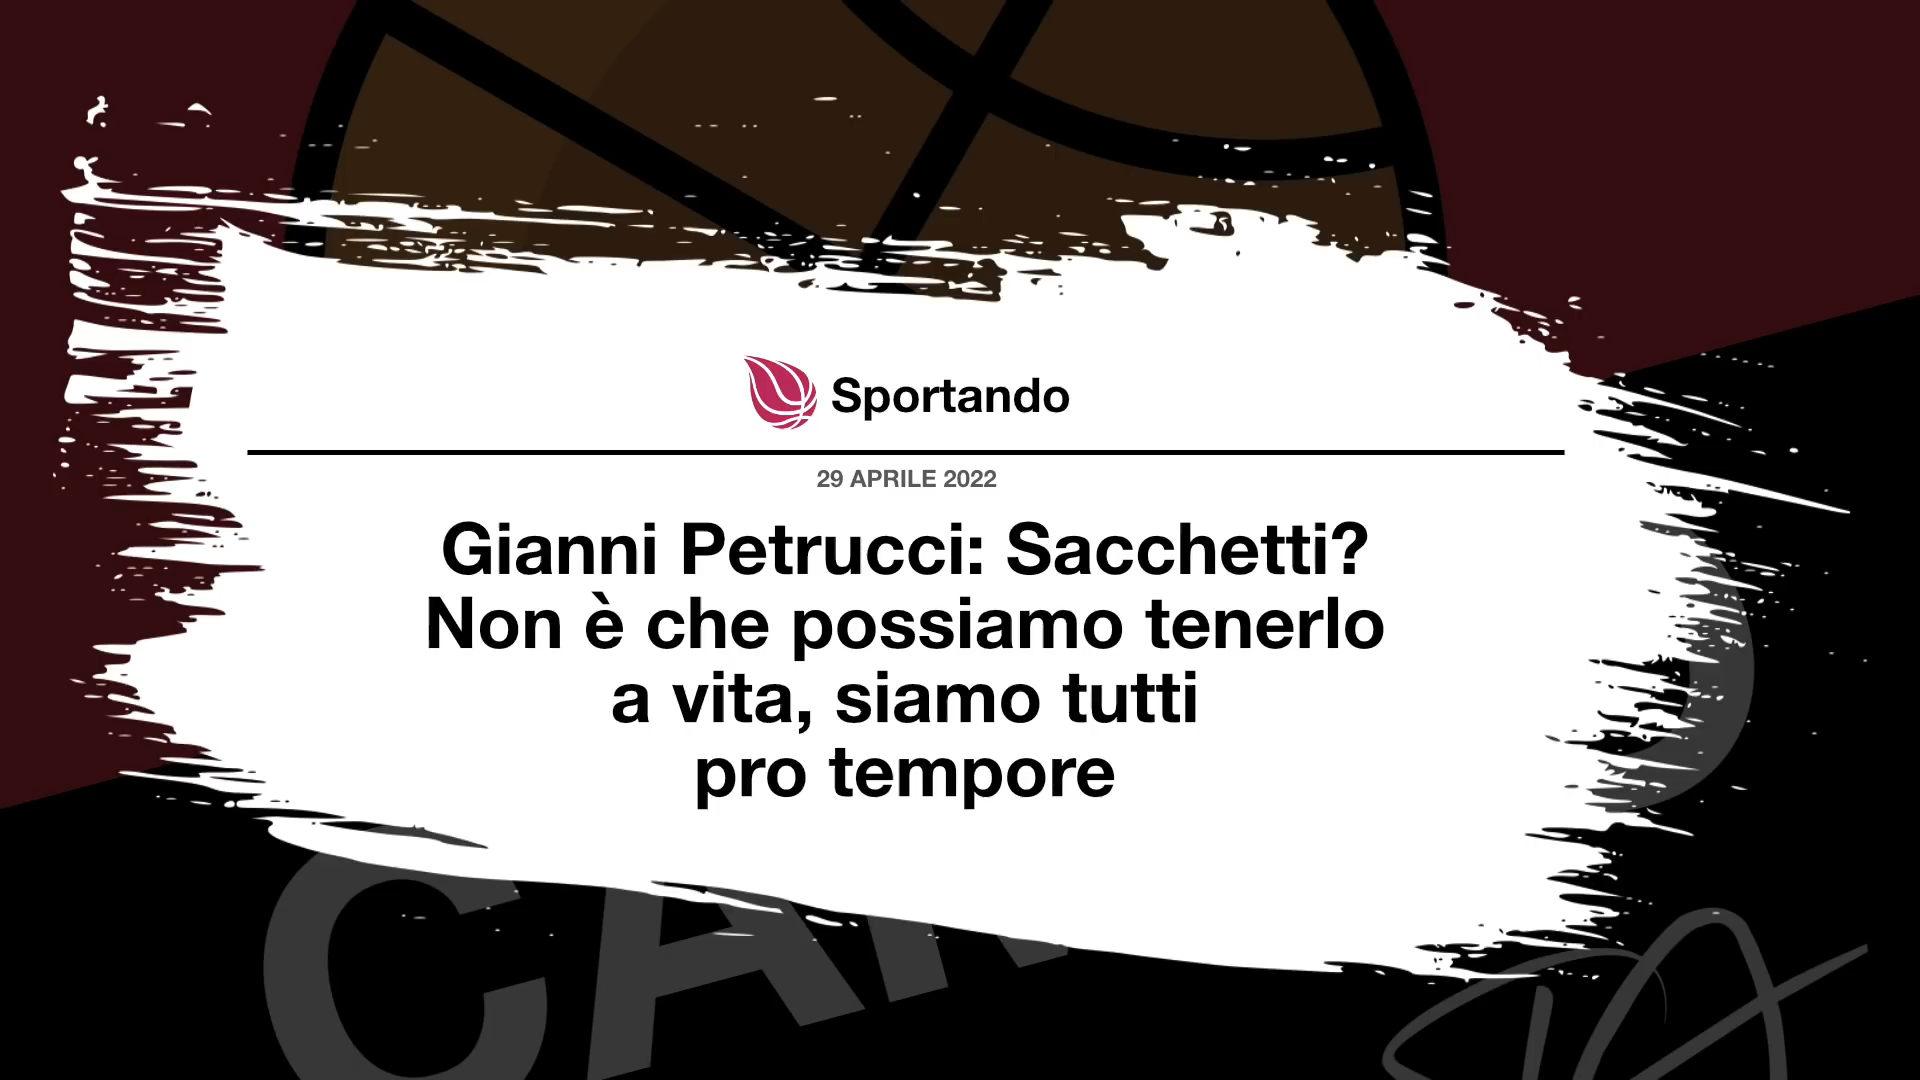 Sportando
29 APRILE 2022
Gianni Petrucci: Sacchetti?
Non è che possiamo tenerlo
a vita, siamo tutti
pro tempore